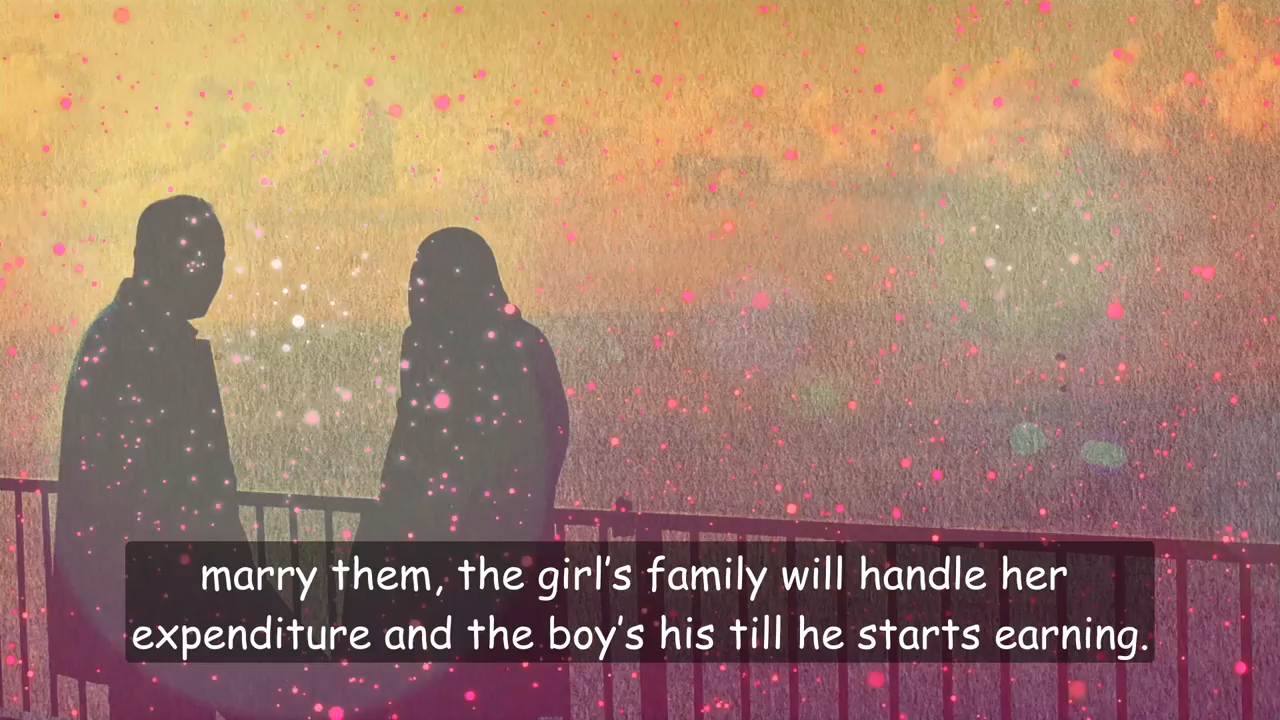 marry them, the girl's family will handle her
expenditure and the boy's his till he starts earning.